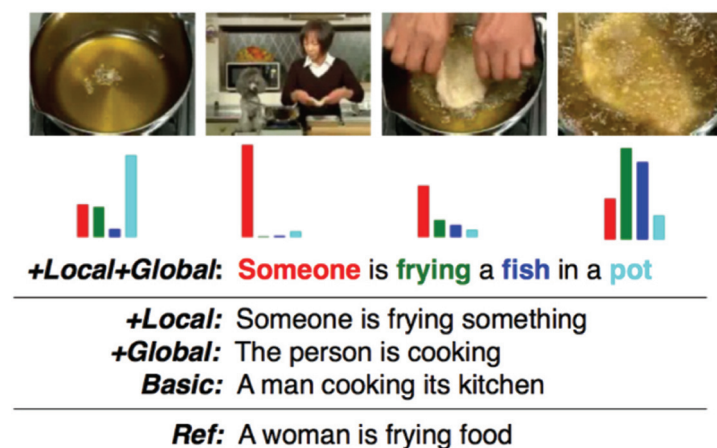 +Local+Global: Someone is frying a fish in a pot
+Local: Someone is frying something
+Global: The person is cooking
Basic: A man cooking its kitchen
Ref: A woman is frying food